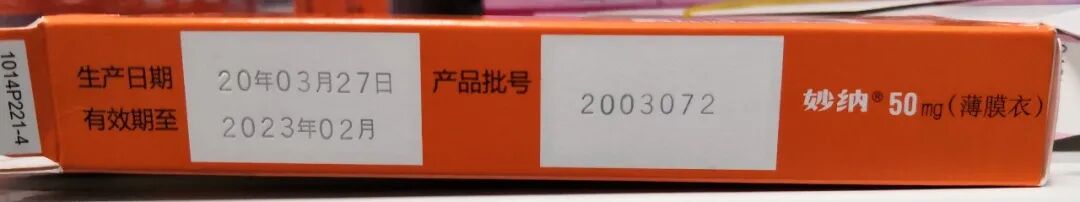 1014P221-4
生产日期 20年03月27日
有效期至 2023年02月
产品批号 2003072
妙纳® 50mg(薄膜衣)